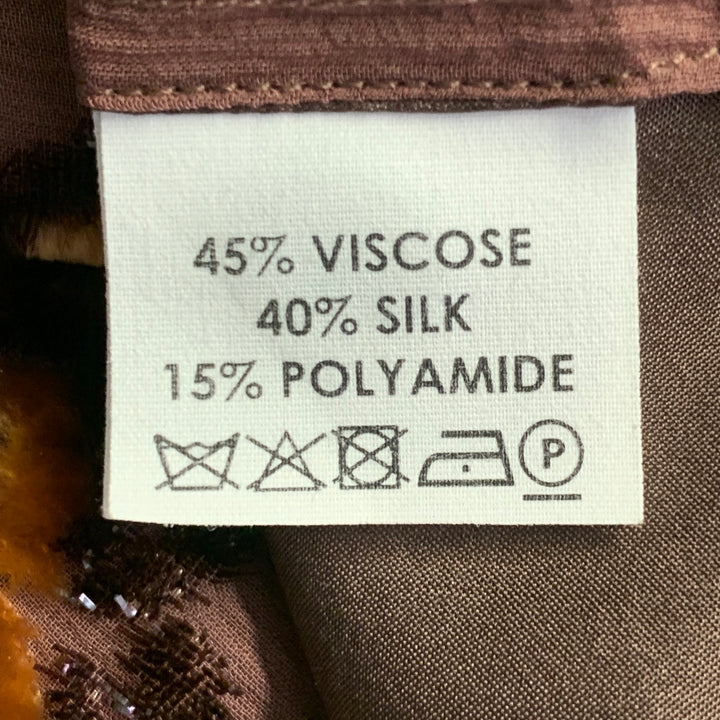 45% VISCOSE
40% SILK
15% POLYAMIDE
P